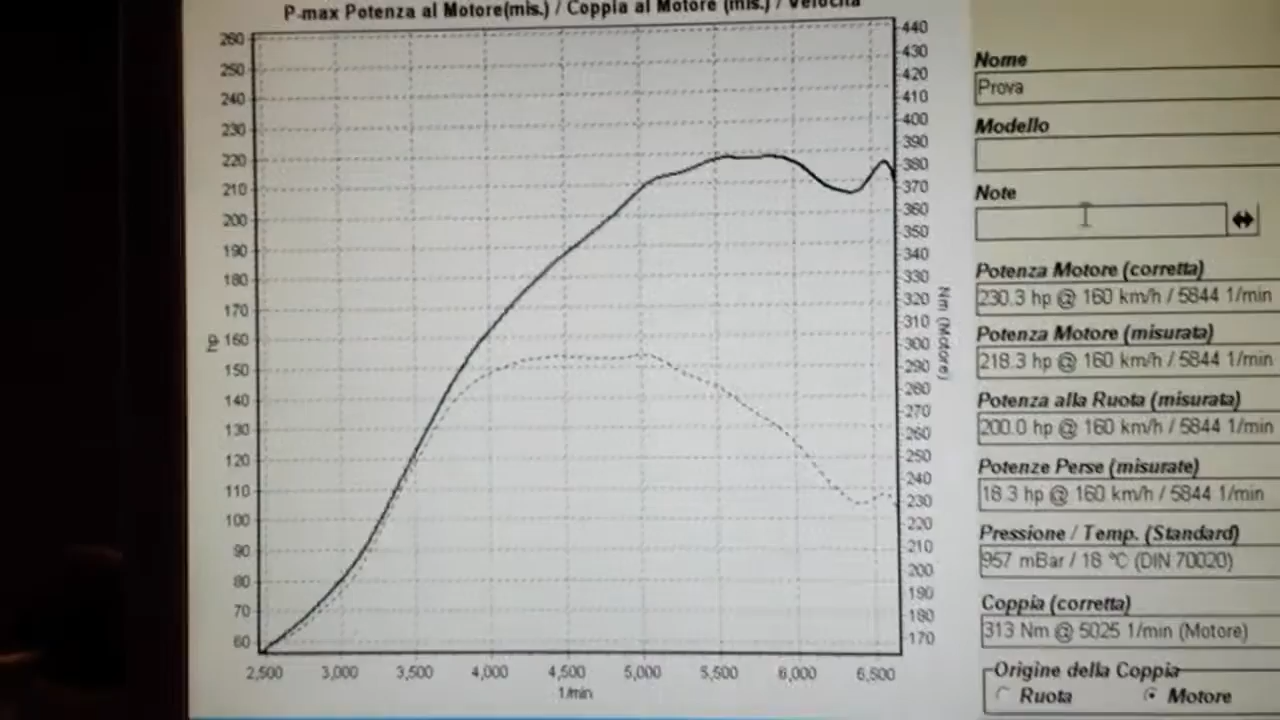 P-max Potenza al Motore(mis.) / Coppia al Motore (mis.) / Velocità
260
250
240
230
220
210
200
190
180
170
160
150
140
130
120
110
100
90
80
70
60
hp
440
430
420
410
400
390
380
370
360
350
340
330
320
310
300
290
280
270
260
250
240
230
220
210
200
190
180
170
Nm (Motore)
2,500 3,000 3,500 4,000 4,500 5,000 5,500 6,000 6,500
1/min
Nome
Prova
Modello
Note
Potenza Motore (corretta)
230.3 hp @ 160 km/h / 5844 1/min
Potenza Motore (misurata)
218.3 hp @ 160 km/h / 5844 1/min
Potenza alla Ruota (misurata)
200.0 hp @ 160 km/h / 5844 1/min
Potenze Perse (misurate)
18.3 hp @ 160 km/h / 5844 1/min
Pressione / Temp. (Standard)
957 mBar / 18 °C (DIN 70020)
Coppia (corretta)
313 Nm @ 5025 1/min (Motore)
Origine della Coppia
Ruota Motore